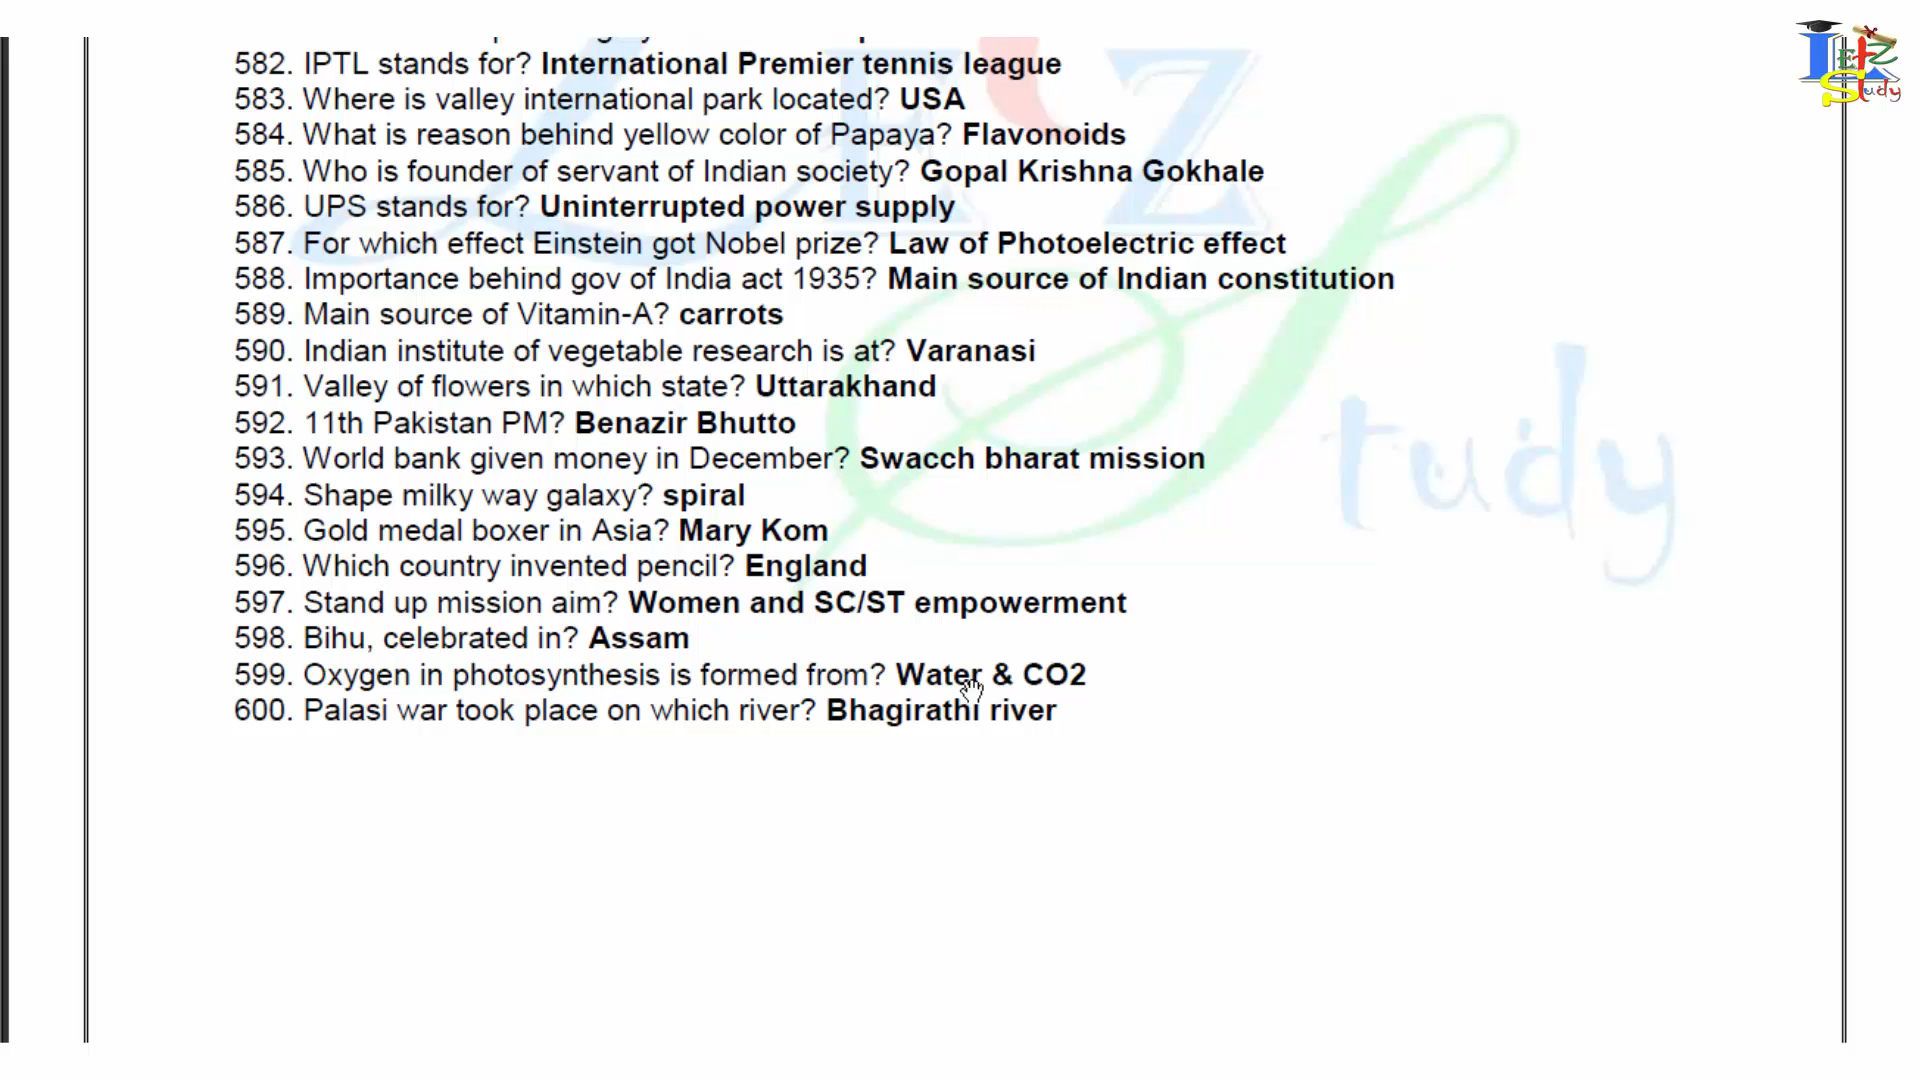 582. IPTL stands for? International Premier tennis league
583. Where is valley international park located? USA
584. What is reason behind yellow color of Papaya? Flavonoids
585. Who is founder of servant of Indian society? Gopal Krishna Gokhale
586. UPS stands for? Uninterrupted power supply
587. For which effect Einstein got Nobel prize? Law of Photoelectric effect
588. Importance behind gov of India act 1935? Main source of Indian constitution
589. Main source of Vitamin-A? carrots
590. Indian institute of vegetable research is at? Varanasi
591. Valley of flowers in which state? Uttarakhand
592. 11th Pakistan PM? Benazir Bhutto
593. World bank given money in December? Swacch bharat mission
594. Shape milky way galaxy? spiral
595. Gold medal boxer in Asia? Mary Kom
596. Which country invented pencil? England
597. Stand up mission aim? Women and SC/ST empowerment
598. Bihu, celebrated in? Assam
599. Oxygen in photosynthesis is formed from? Water & CO2
600. Palasi war took place on which river? Bhagirathi river
LE'Z
Study
LEtZ
Study